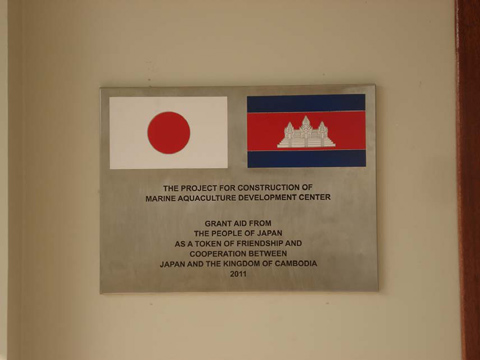 THE PROJECT FOR CONSTRUCTION OF
MARINE AQUACULTURE DEVELOPMENT CENTER
GRANT AID FROM
THE PEOPLE OF JAPAN
AS A TOKEN OF FRIENDSHIP AND
COOPERATION BETWEEN
JAPAN AND THE KINGDOM OF CAMBODIA
2011